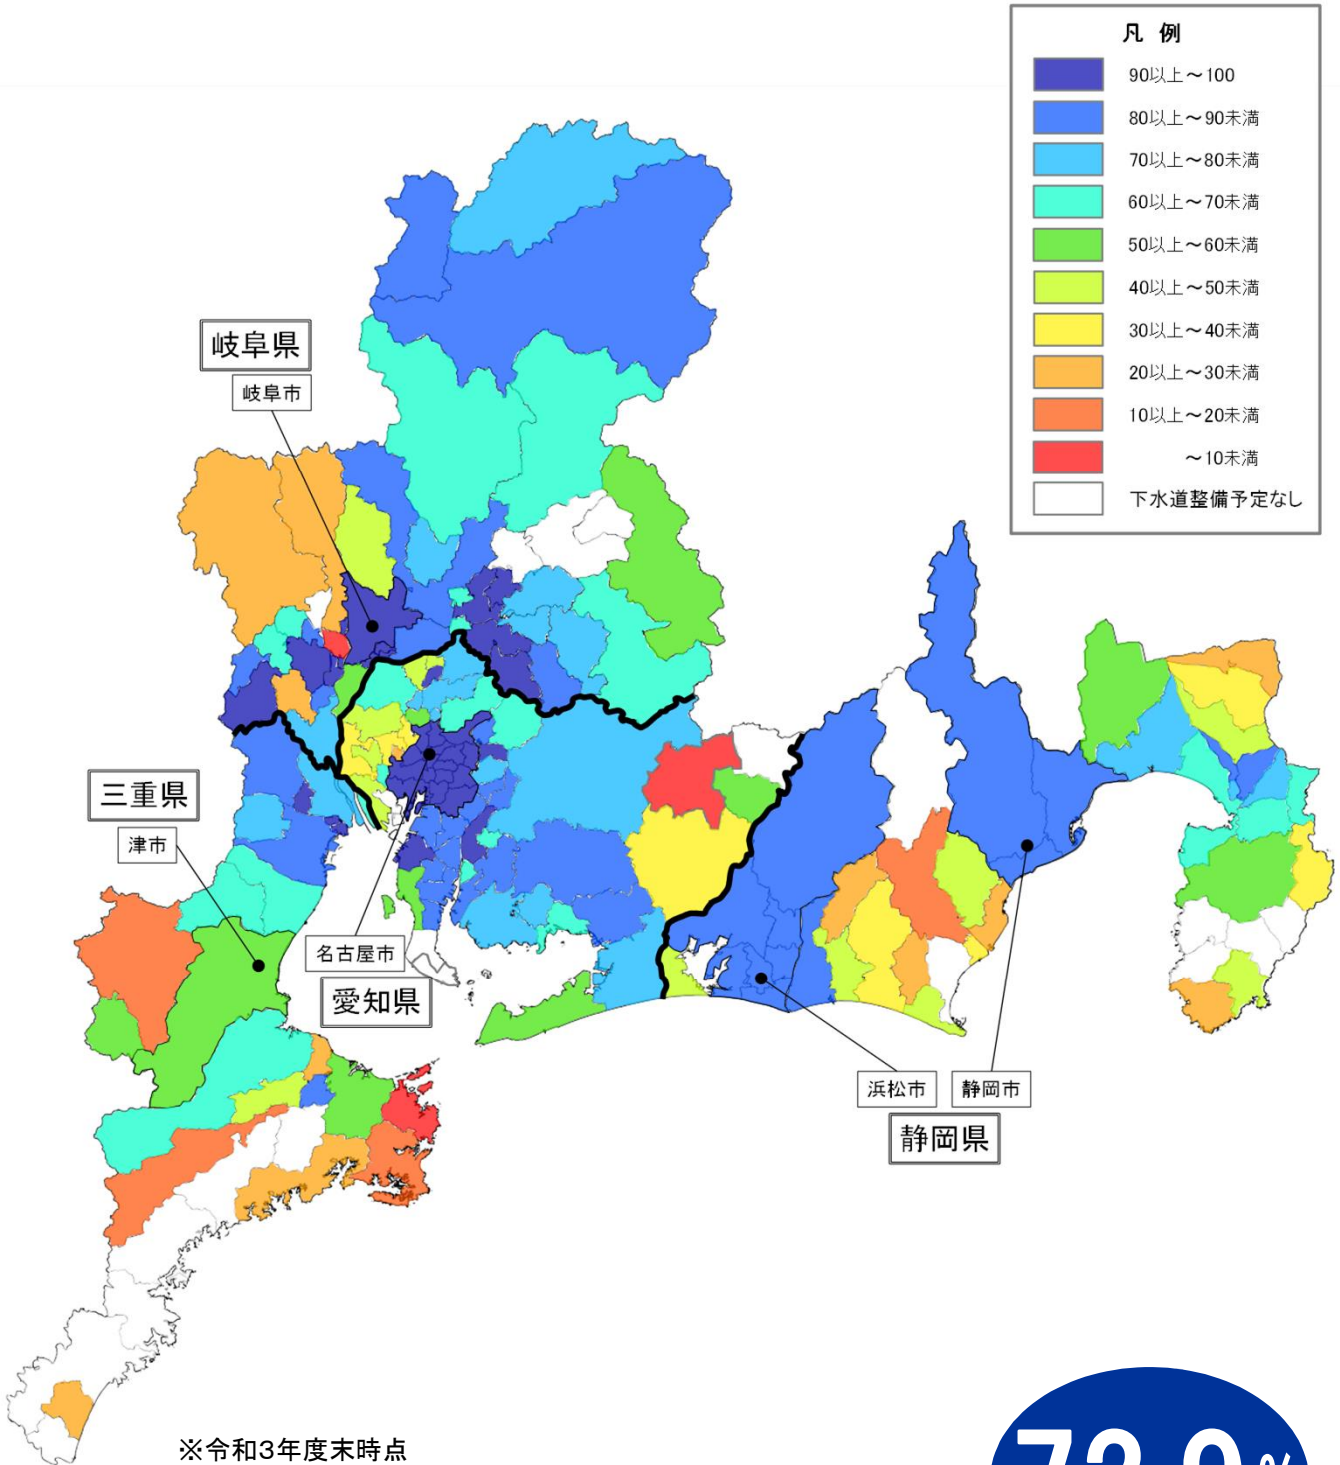 凡 例
90以上～100
80以上～90未満
70以上～80未満
60以上～70未満
50以上～60未満
40以上～50未満
30以上～40未満
20以上～30未満
10以上～20未満
～10未満
下水道整備予定なし
岐阜県
岐阜市
三重県
津市
名古屋市
愛知県
浜松市
静岡市
静岡県
※令和3年度末時点